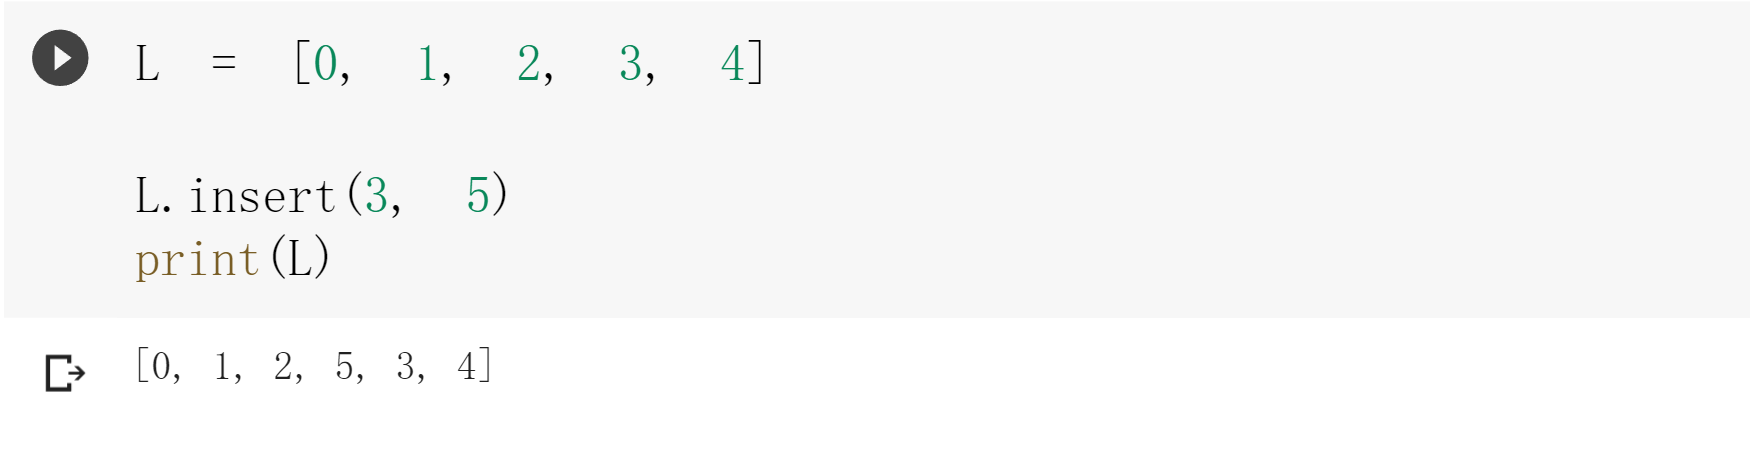 L = [0, 1, 2, 3, 4]
L.insert(3, 5)
print(L)
[0, 1, 2, 5, 3, 4]